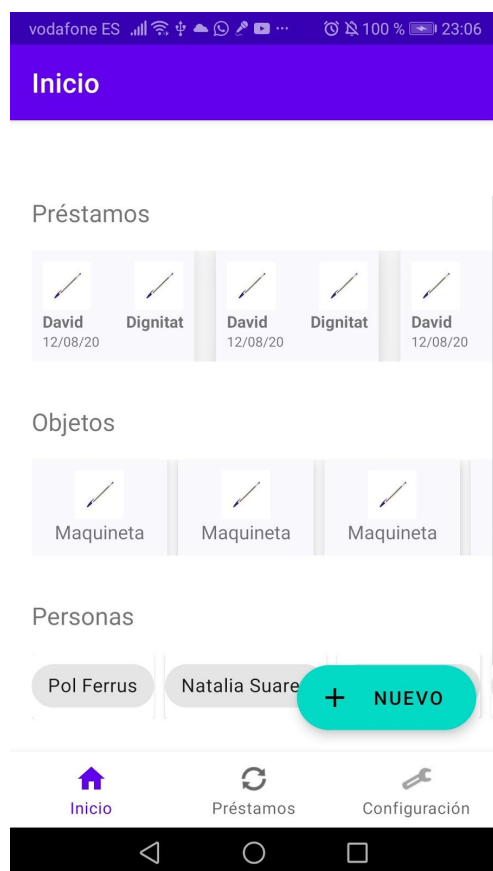 vodafone ES ... 100 % 23:06
Inicio
Préstamos
David Dignitat David Dignitat David
12/08/20 12/08/20 12/08/20
Objetos
Maquineta Maquineta Maquineta
Personas
Pol Ferrus Natalia Suare
+ NUEVO
Inicio Préstamos Configuración